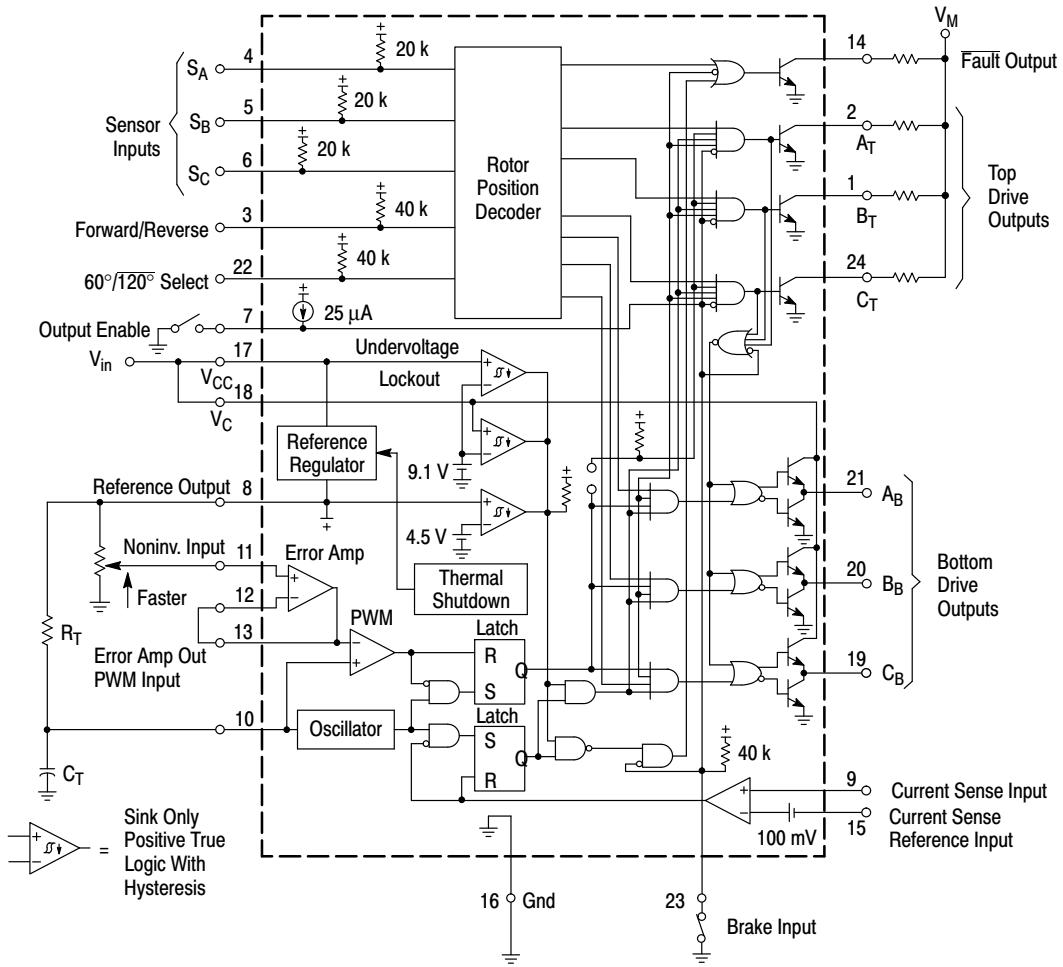 V_M
14
Fault Output
4
S_A
20 k
5
S_B
20 k
Sensor
Inputs
6
S_C
20 k
3
Forward/Reverse
40 k
22
60°/120° Select
40 k
7
Output Enable
25 μA
Rotor
Position
Decoder
2
A_T
1
B_T
24
C_T
Top
Drive
Outputs
V_in
17
V_CC
18
V_C
Undervoltage
Lockout
Reference
Regulator
9.1 V
4.5 V
Reference Output
8
Noninv. Input
11
Faster
12
13
Error Amp
Error Amp Out
PWM Input
PWM
Thermal
Shutdown
R_T
10
Oscillator
C_T
Latch
R
Q
S
Latch
S
Q
R
21
A_B
20
B_B
19
C_B
Bottom
Drive
Outputs
40 k
9
Current Sense Input
15
Current Sense
Reference Input
100 mV
=
Sink Only
Positive True
Logic With
Hysteresis
16
Gnd
23
Brake Input